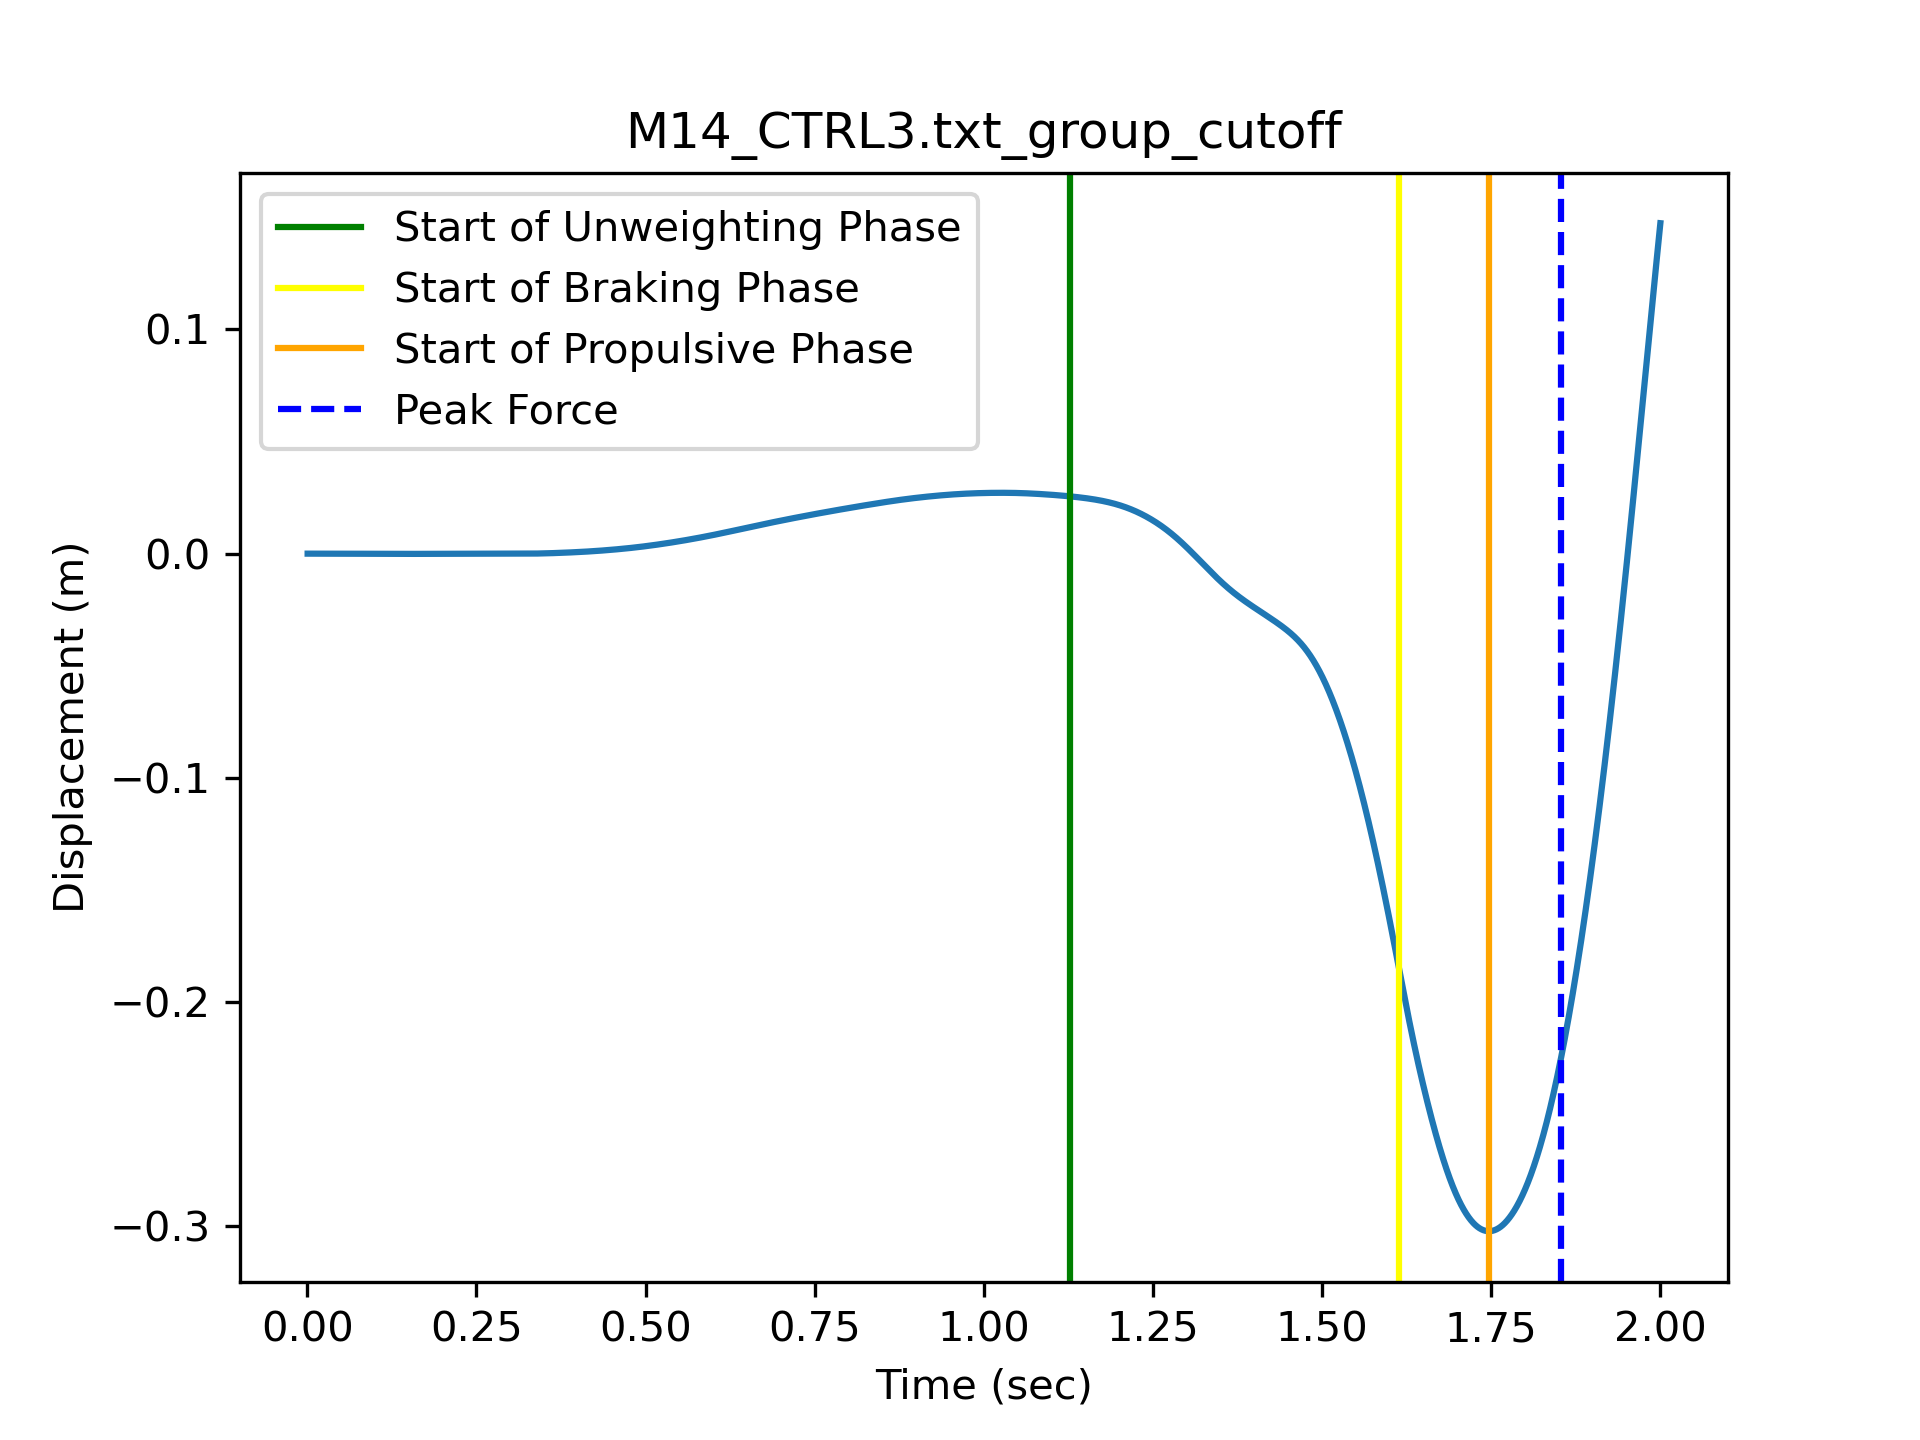 M14_CTRL3.txt_group_cutoff
Start of Unweighting Phase
Start of Braking Phase
Start of Propulsive Phase
Peak Force
0.1
0.0
−0.1
−0.2
−0.3
Displacement (m)
0.00 0.25 0.50 0.75 1.00 1.25 1.50 1.75 2.00
Time (sec)